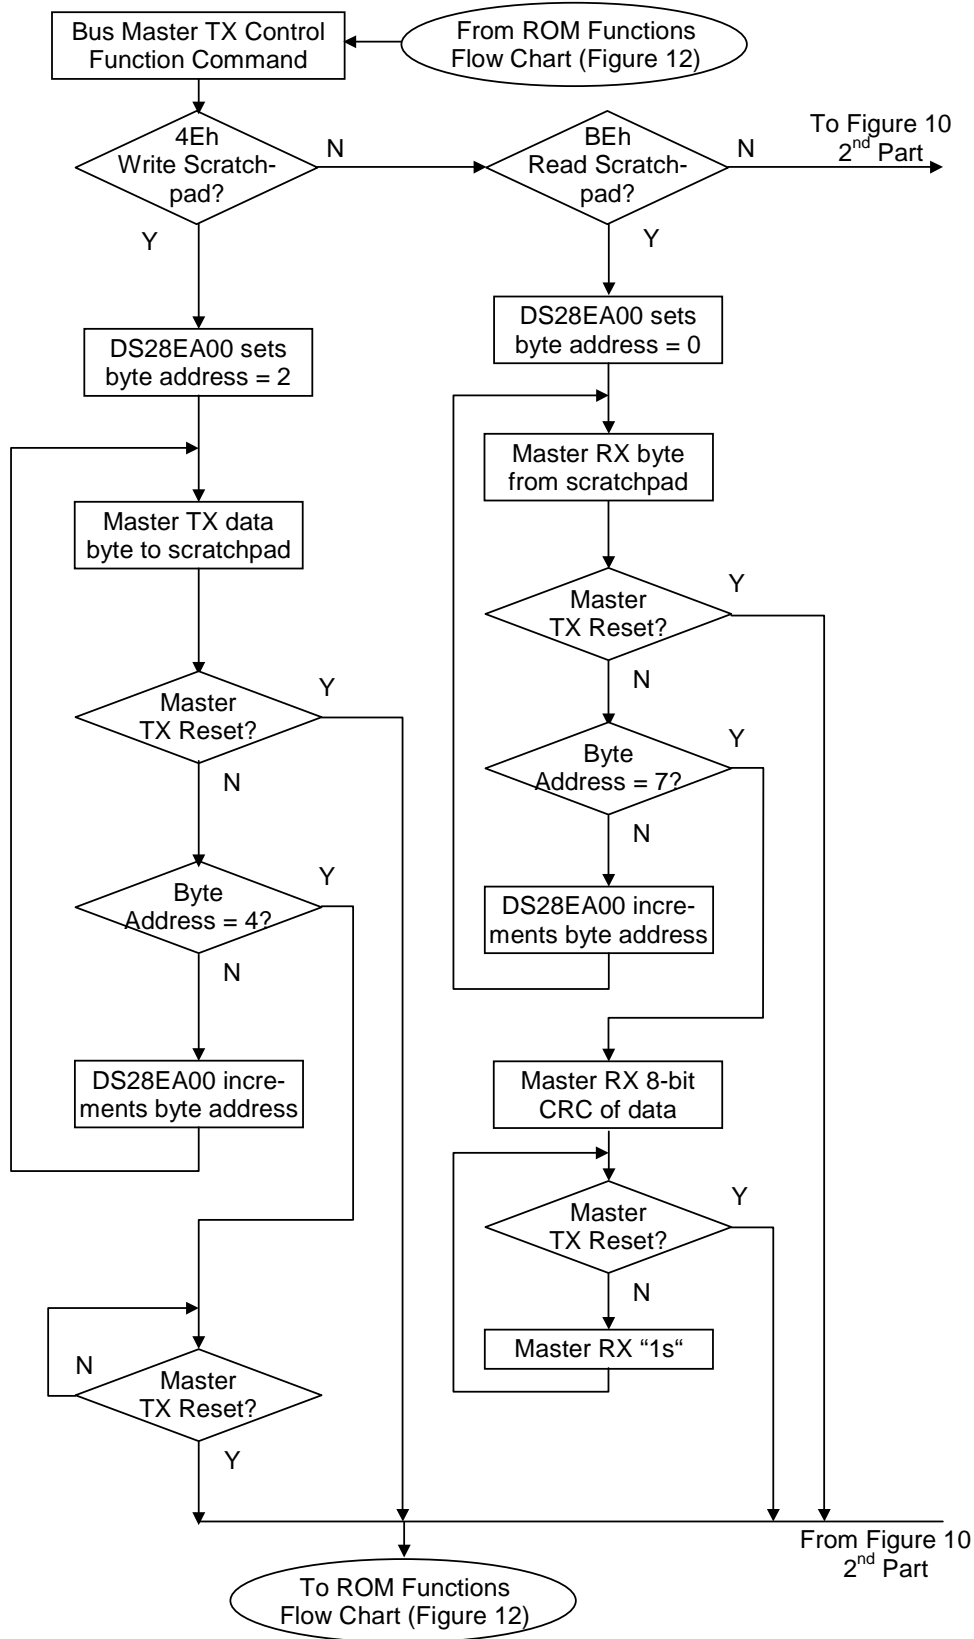 Bus Master TX Control
Function Command
From ROM Functions
Flow Chart (Figure 12)
4Eh
Write Scratch-
pad?
N
Y
BEh
Read Scratch-
pad?
N
Y
To Figure 10
2nd Part
DS28EA00 sets
byte address = 2
Master TX data
byte to scratchpad
Master
TX Reset?
Y
N
Byte
Address = 4?
Y
N
DS28EA00 incre-
ments byte address
N
Master
TX Reset?
Y
DS28EA00 sets
byte address = 0
Master RX byte
from scratchpad
Master
TX Reset?
Y
N
Byte
Address = 7?
Y
N
DS28EA00 incre-
ments byte address
Master RX 8-bit
CRC of data
Master
TX Reset?
Y
N
Master RX “1s“
From Figure 10
2nd Part
To ROM Functions
Flow Chart (Figure 12)